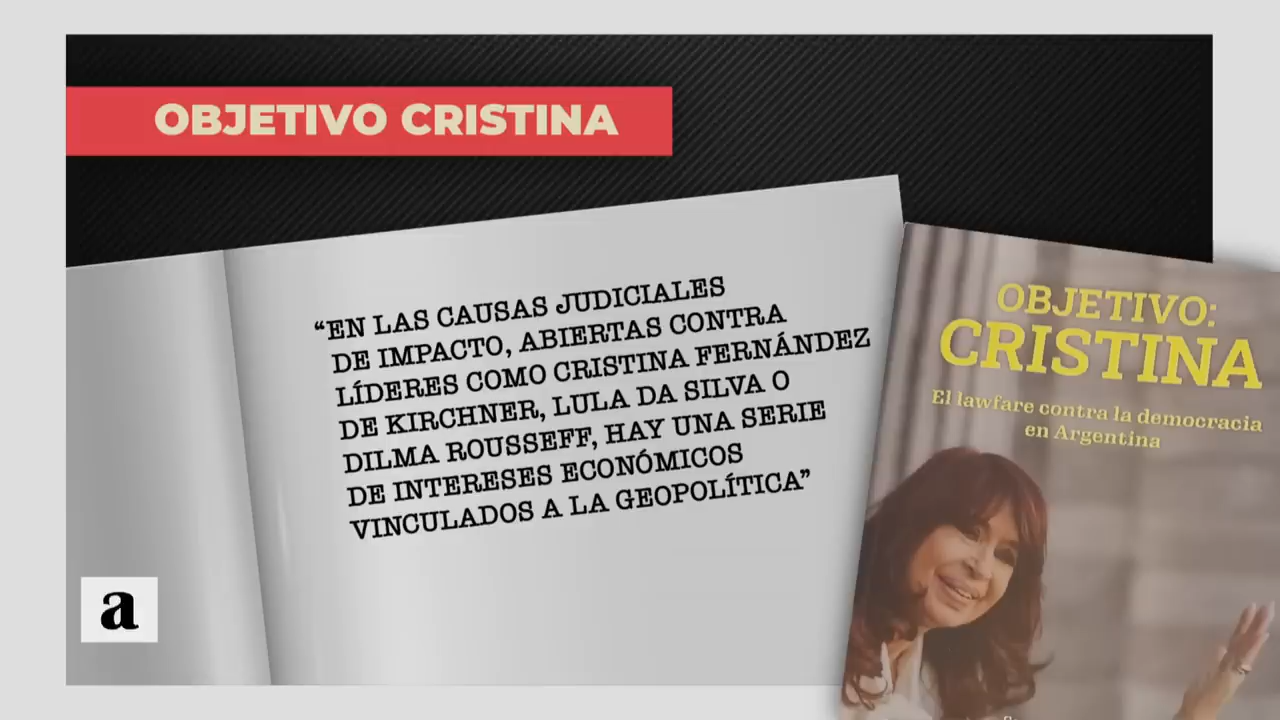 OBJETIVO CRISTINA
“EN LAS CAUSAS JUDICIALES
DE IMPACTO, ABIERTAS CONTRA
LÍDERES COMO CRISTINA FERNÁNDEZ
DE KIRCHNER, LULA DA SILVA O
DILMA ROUSSEFF, HAY UNA SERIE
DE INTERESES ECONÓMICOS
VINCULADOS A LA GEOPOLÍTICA”
OBJETIVO:
CRISTINA
El lawfare contra la democracia
en Argentina
a